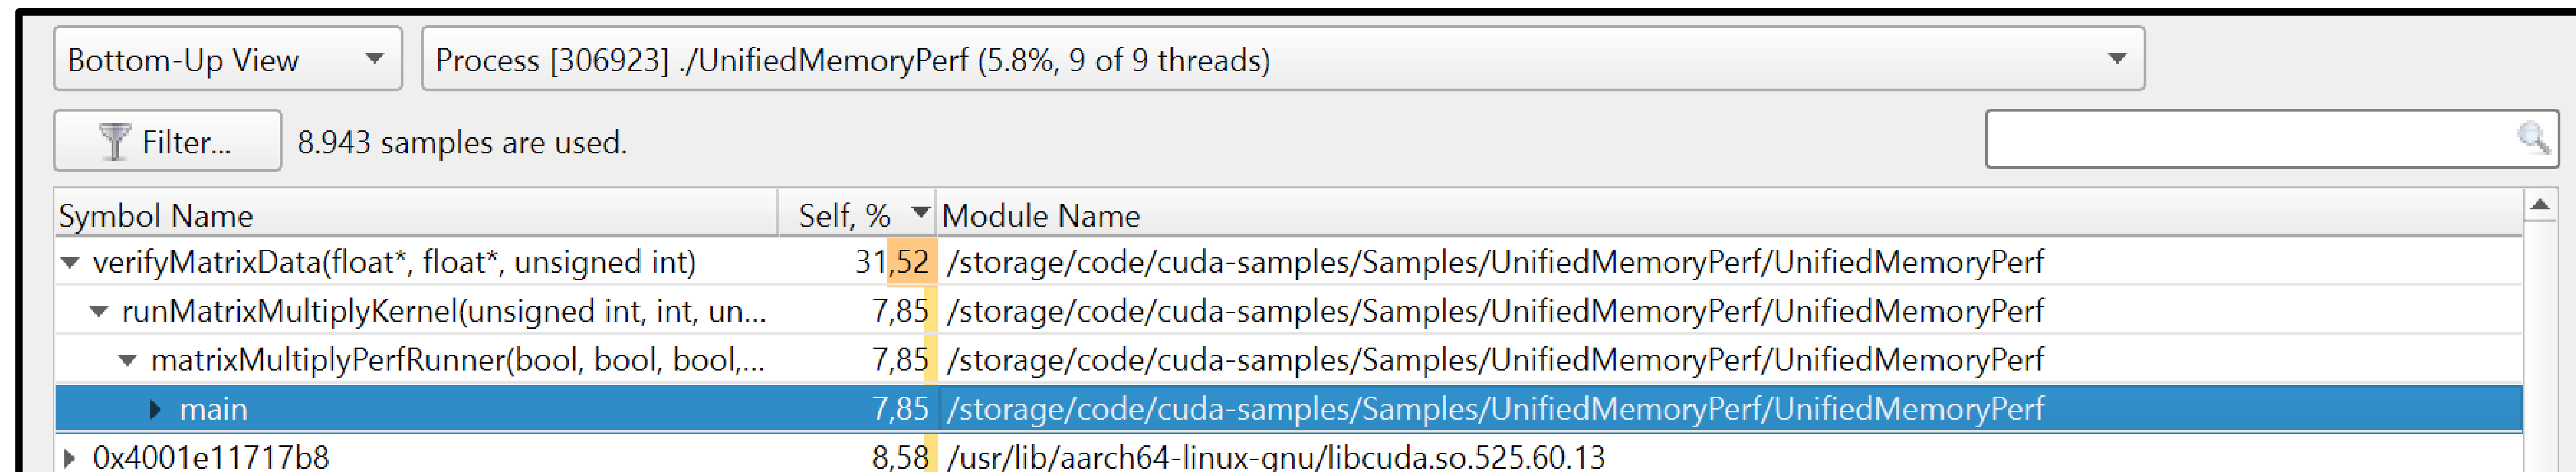 Bottom-Up View Process [306923] ./UnifiedMemoryPerf (5.8%, 9 of 9 threads)
Filter... 8.943 samples are used.
Symbol Name Self, % Module Name
verifyMatrixData(float*, float*, unsigned int) 31,52 /storage/code/cuda-samples/Samples/UnifiedMemoryPerf/UnifiedMemoryPerf
runMatrixMultiplyKernel(unsigned int, int, un... 7,85 /storage/code/cuda-samples/Samples/UnifiedMemoryPerf/UnifiedMemoryPerf
matrixMultiplyPerfRunner(bool, bool, bool,... 7,85 /storage/code/cuda-samples/Samples/UnifiedMemoryPerf/UnifiedMemoryPerf
main 7,85 /storage/code/cuda-samples/Samples/UnifiedMemoryPerf/UnifiedMemoryPerf
0x4001e11717b8 8,58 /usr/lib/aarch64-linux-gnu/libcuda.so.525.60.13